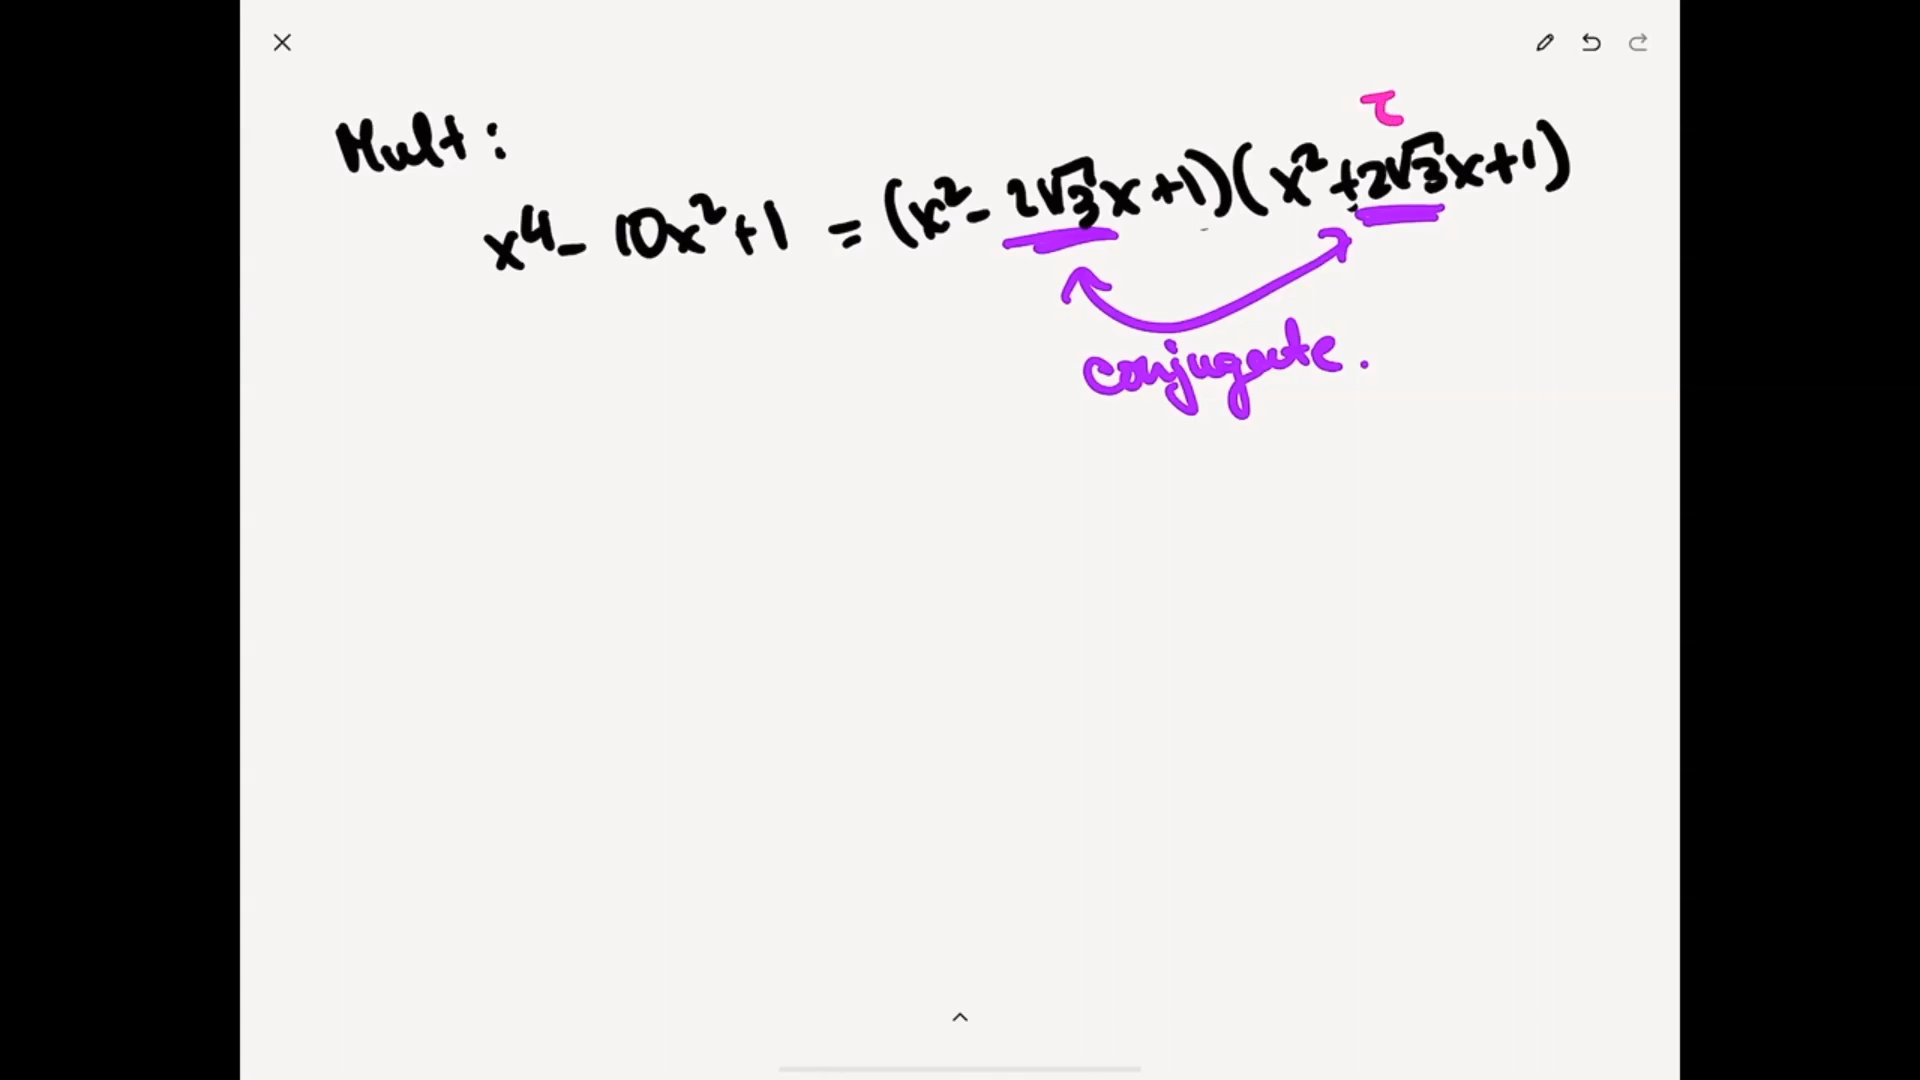 Mult:
τ
x⁴ - 10x² + 1 = (x² - 2√3x + 1)(x² + 2√3x + 1)
conjugate.